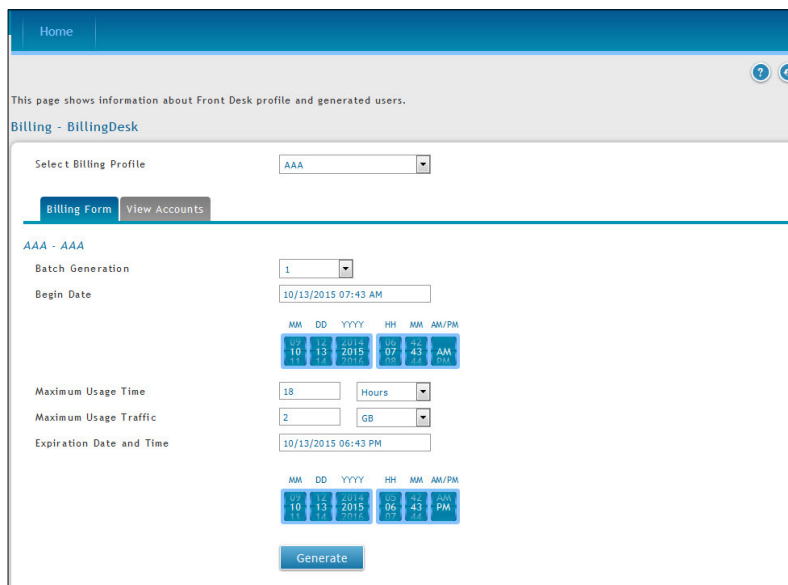 Home
?
This page shows information about Front Desk profile and generated users.
Billing - BillingDesk
Select Billing Profile AAA
Billing Form View Accounts
AAA - AAA
Batch Generation 1
Begin Date 10/13/2015 07:43 AM
MM DD YYYY HH MM AM/PM
09 12 2014 06 42
10 13 2015 07 43 AM
11 14 2016 08 44 PM
Maximum Usage Time 18 Hours
Maximum Usage Traffic 2 GB
Expiration Date and Time 10/13/2015 06:43 PM
MM DD YYYY HH MM AM/PM
09 12 2014 05 42 AM
10 13 2015 06 43 PM
11 14 2016 07 44
Generate